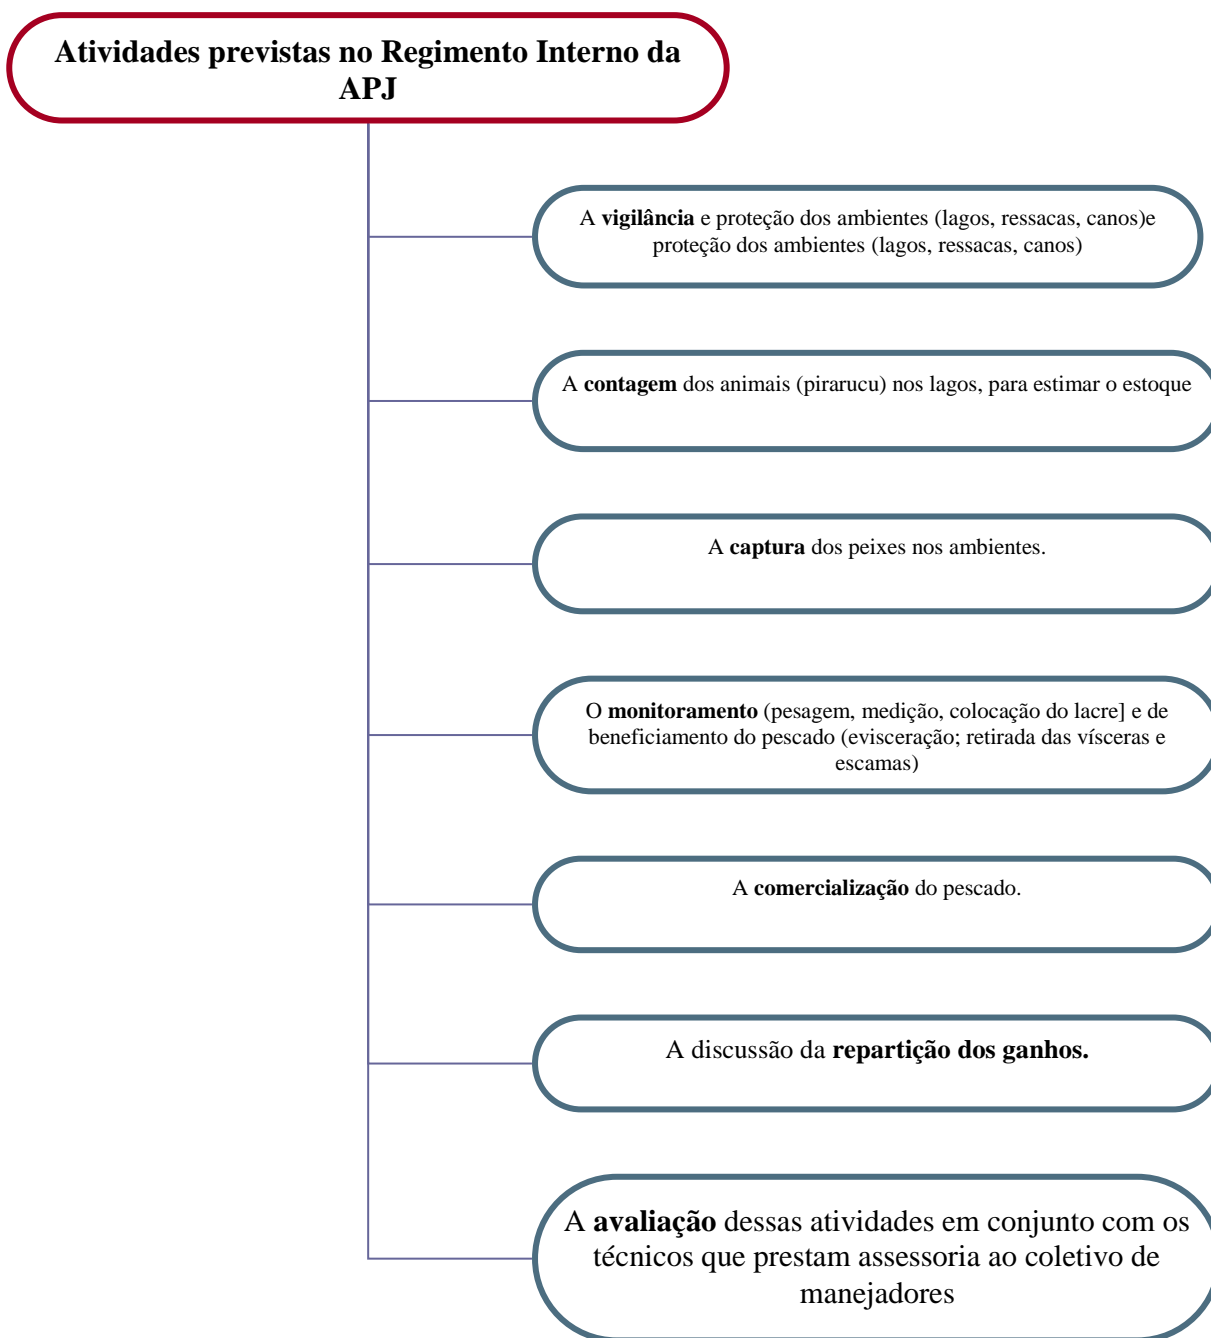 Atividades previstas no Regimento Interno da
APJ
A vigilância e proteção dos ambientes (lagos, ressacas, canos)e
proteção dos ambientes (lagos, ressacas, canos)
A contagem dos animais (pirarucu) nos lagos, para estimar o estoque
A captura dos peixes nos ambientes.
O monitoramento (pesagem, medição, colocação do lacre] e de
beneficiamento do pescado (evisceração; retirada das vísceras e
escamas)
A comercialização do pescado.
A discussão da repartição dos ganhos.
A avaliação dessas atividades em conjunto com os
técnicos que prestam assessoria ao coletivo de
manejadores